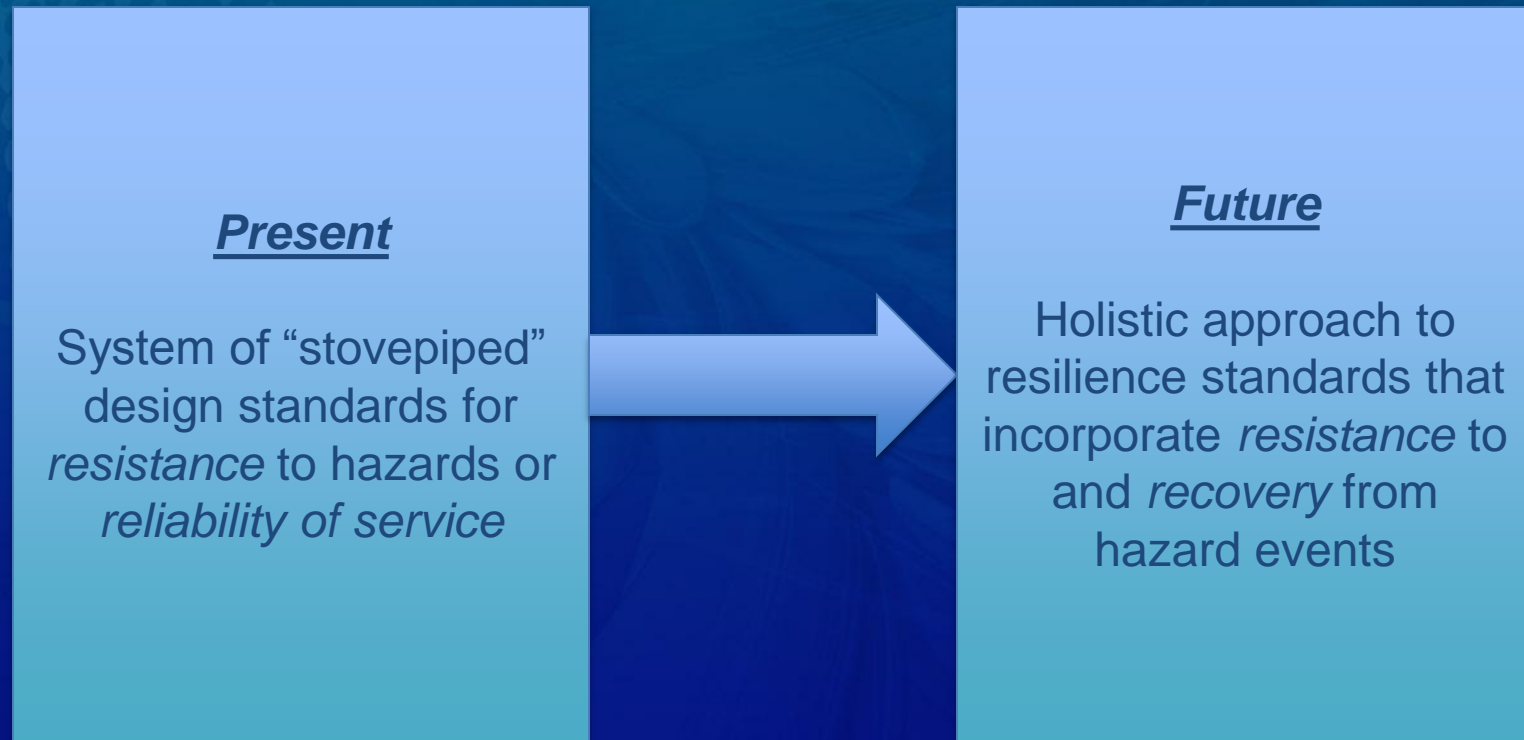 Present
System of “stovepiped”
design standards for
resistance to hazards or
reliability of service
Future
Holistic approach to
resilience standards that
incorporate resistance to
and recovery from
hazard events